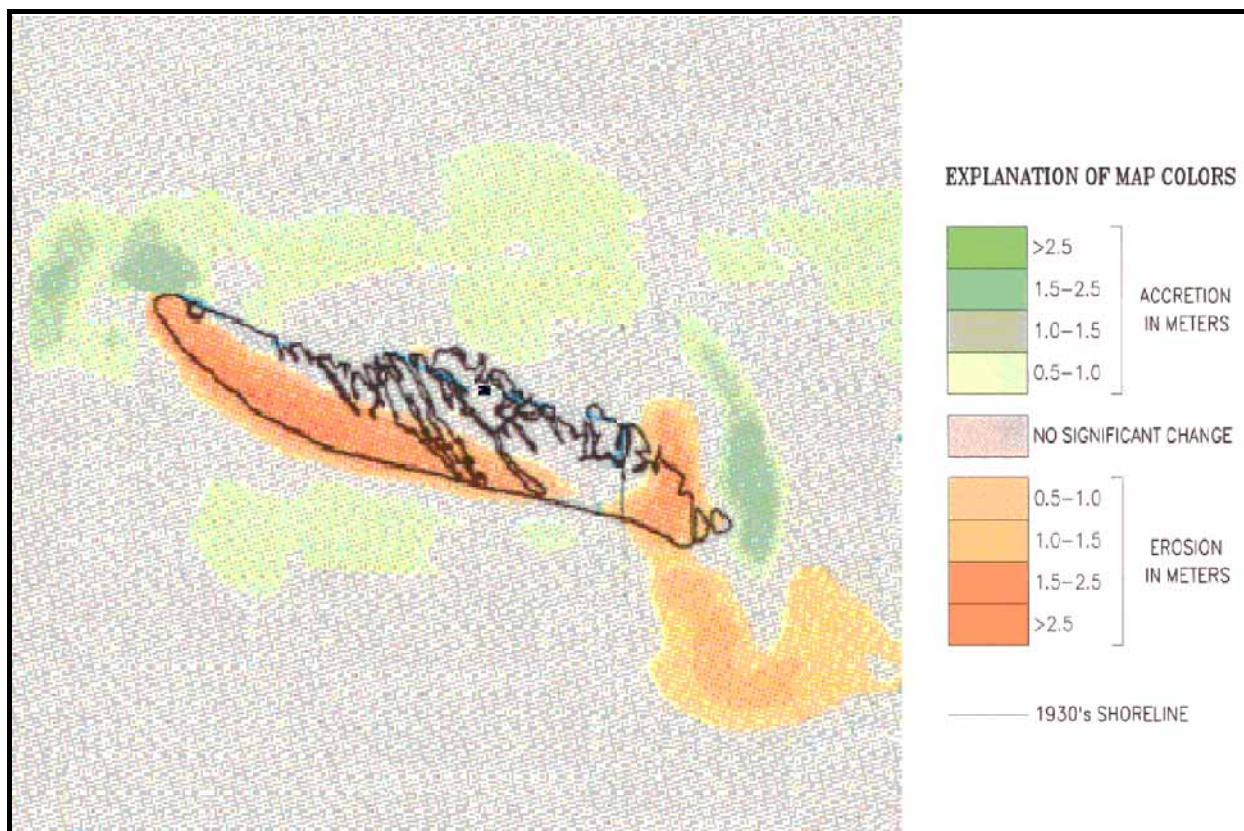 EXPLANATION OF MAP COLORS
>2.5
1.5–2.5
1.0–1.5
0.5–1.0
ACCRETION
IN METERS
NO SIGNIFICANT CHANGE
0.5–1.0
1.0–1.5
1.5–2.5
>2.5
EROSION
IN METERS
1930's SHORELINE